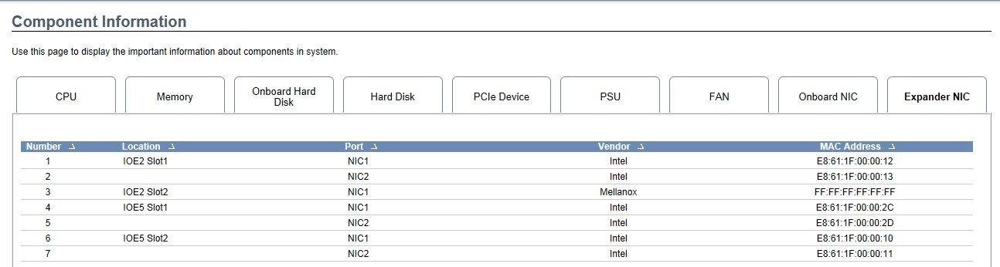 Component Information
Use this page to display the important information about components in system.
CPU Memory Onboard Hard Disk Hard Disk PCIe Device PSU FAN Onboard NIC Expander NIC
Number Location Port Vendor MAC Address
1 IOE2 Slot1 NIC1 Intel E8:61:1F:00:00:12
2 NIC2 Intel E8:61:1F:00:00:13
3 IOE2 Slot2 NIC1 Mellanox FF:FF:FF:FF:FF:FF
4 IOE5 Slot1 NIC1 Intel E8:61:1F:00:00:2C
5 NIC2 Intel E8:61:1F:00:00:2D
6 IOE5 Slot2 NIC1 Intel E8:61:1F:00:00:10
7 NIC2 Intel E8:61:1F:00:00:11